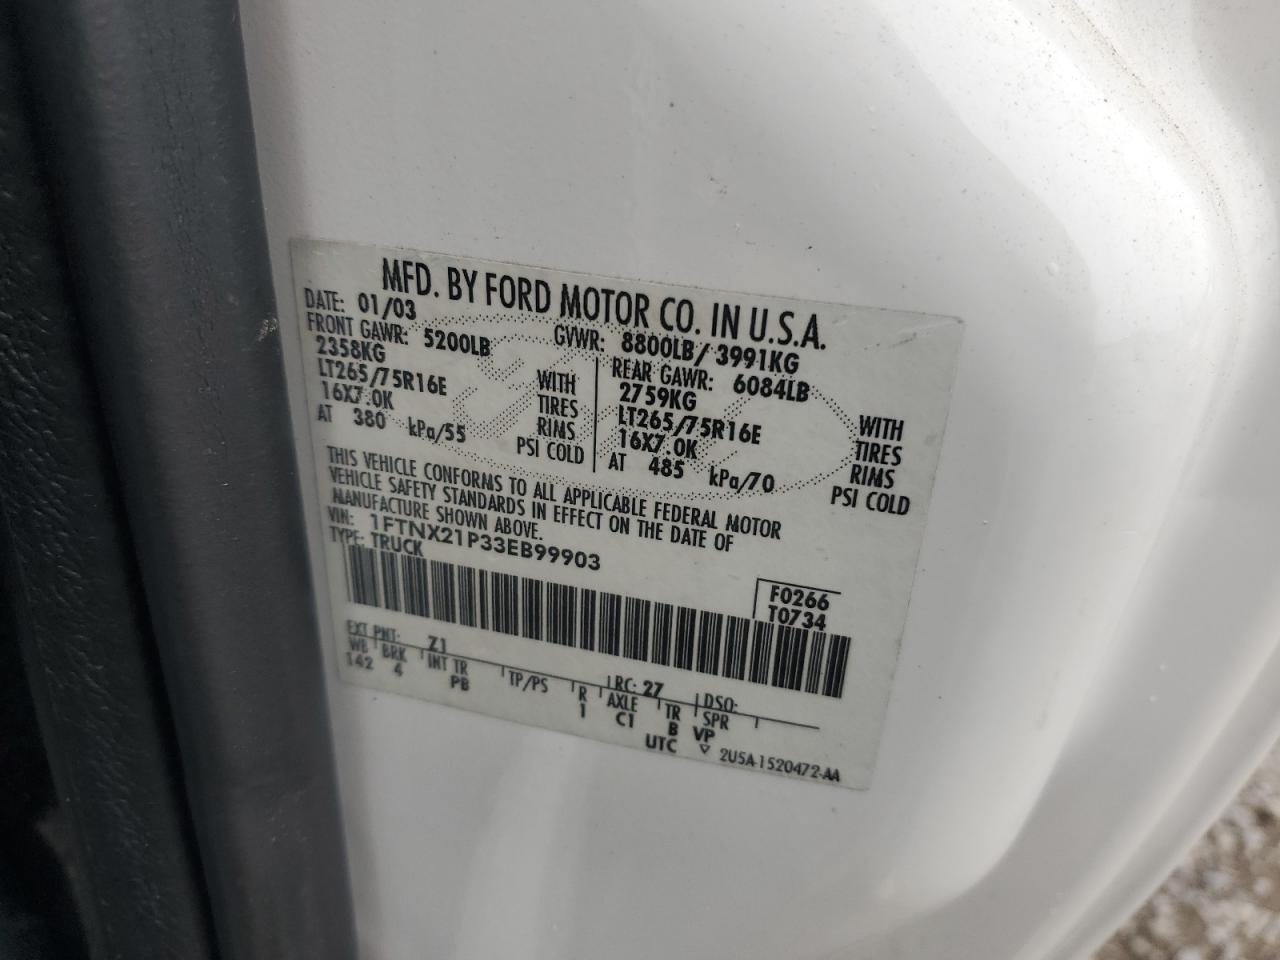 MFD. BY FORD MOTOR CO. IN U.S.A.
DATE: 01/03 GVWR: 8800LB/ 3991KG
FRONT GAWR: 5200LB REAR GAWR: 6084LB
2358KG WITH 2759KG WITH
LT265/75R16E TIRES LT265/75R16E TIRES
16X7.0K RIMS 16X7.0K RIMS
AT 380 kPa/55 PSI COLD AT 485 kPa/70 PSI COLD
THIS VEHICLE CONFORMS TO ALL APPLICABLE FEDERAL MOTOR
VEHICLE SAFETY STANDARDS IN EFFECT ON THE DATE OF
MANUFACTURE SHOWN ABOVE.
VIN: 1FTNX21P33EB99903
TYPE: TRUCK
F0266
T0734
EXT PNT: Z1 RC: 27 DSO:
WB BRK INT TR TP/PS R AXLE TR SPR
142 4 PB 1 C1 B VP
UTC ▽ 2U5A-1520472-AA